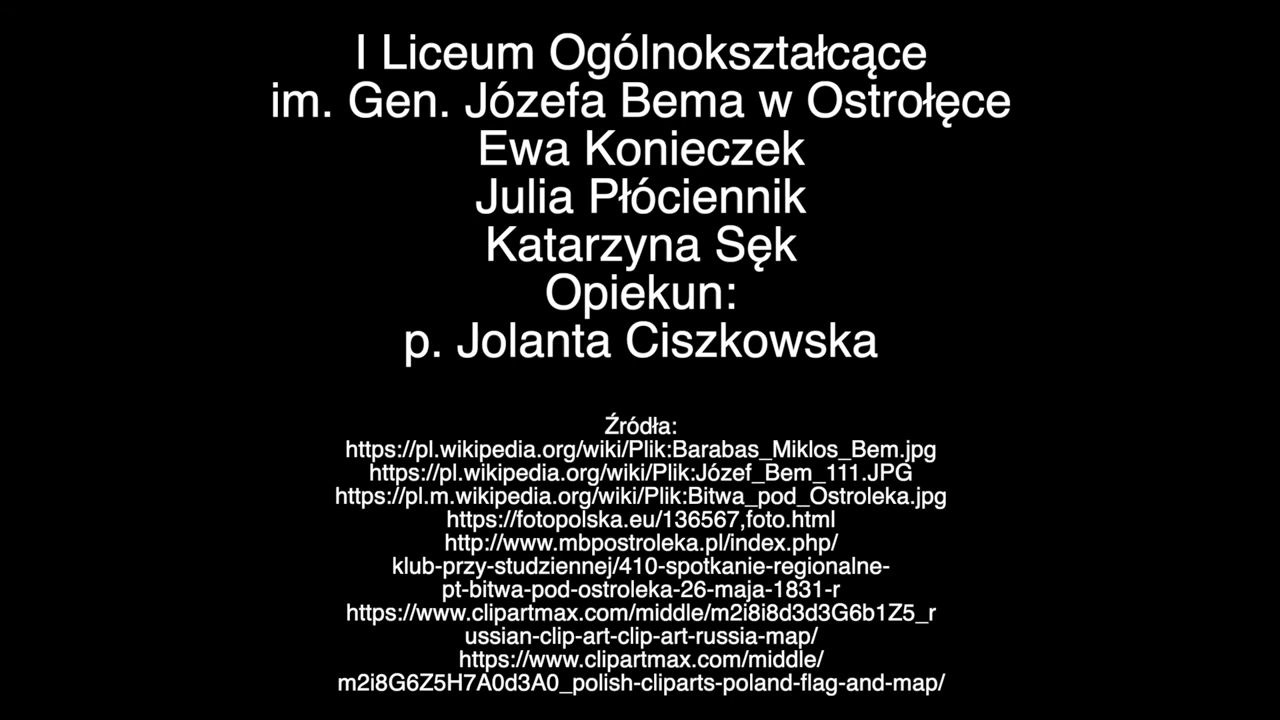 I Liceum Ogólnokształcące
im. Gen. Józefa Bema w Ostrołęce
Ewa Konieczek
Julia Płóciennik
Katarzyna Sęk
Opiekun:
p. Jolanta Ciszkowska
Źródła:
https://pl.wikipedia.org/wiki/Plik:Barabas_Miklos_Bem.jpg
https://pl.wikipedia.org/wiki/Plik:Józef_Bem_111.JPG
https://pl.m.wikipedia.org/wiki/Plik:Bitwa_pod_Ostroleka.jpg
https://fotopolska.eu/136567,foto.html
http://www.mbpostroleka.pl/index.php/
klub-przy-studziennej/410-spotkanie-regionalne-
pt-bitwa-pod-ostroleka-26-maja-1831-r
https://www.clipartmax.com/middle/m2i8i8d3d3G6b1Z5_r
ussian-clip-art-clip-art-russia-map/
https://www.clipartmax.com/middle/
m2i8G6Z5H7A0d3A0_polish-cliparts-poland-flag-and-map/